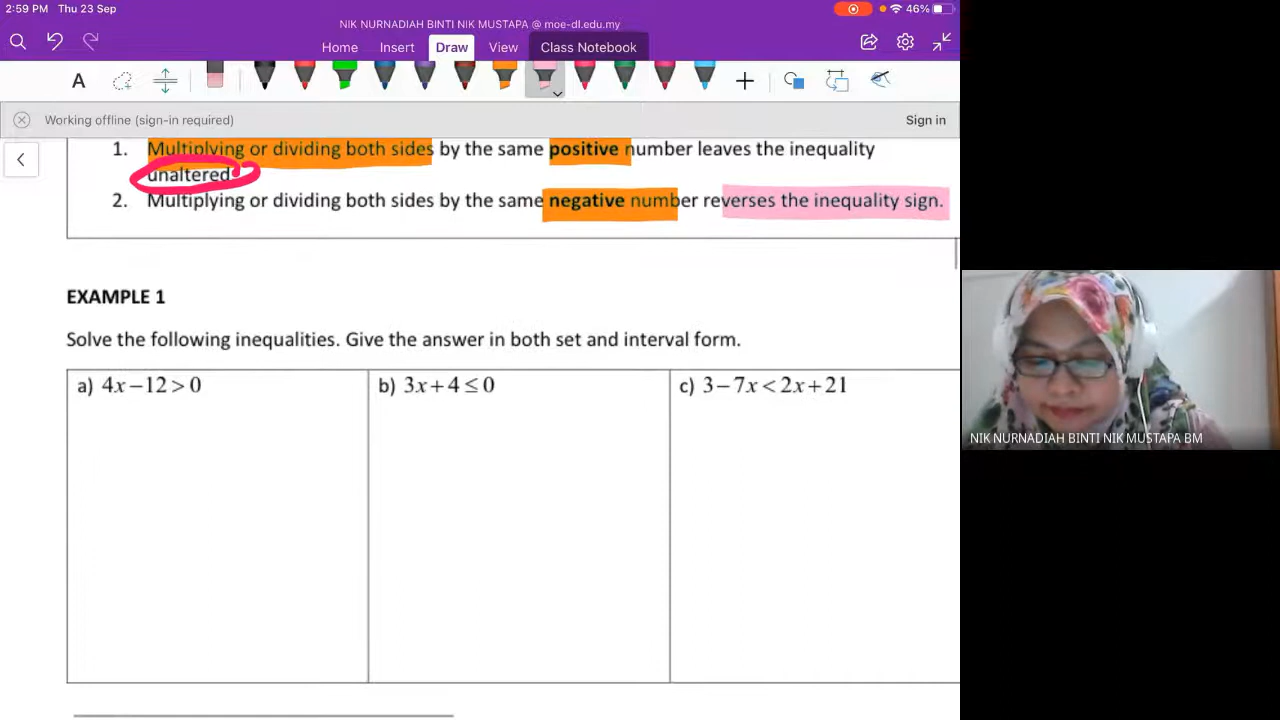 2:59 PM Thu 23 Sep
46%
NIK NURNADIAH BINTI NIK MUSTAPA @ moe-dl.edu.my
Home Insert Draw View Class Notebook
A
Working offline (sign-in required) Sign in
1. Multiplying or dividing both sides by the same positive number leaves the inequality
unaltered.
2. Multiplying or dividing both sides by the same negative number reverses the inequality sign.
EXAMPLE 1
Solve the following inequalities. Give the answer in both set and interval form.
a) 4x − 12 > 0
b) 3x + 4 ≤ 0
c) 3 − 7x < 2x + 21
NIK NURNADIAH BINTI NIK MUSTAPA BM